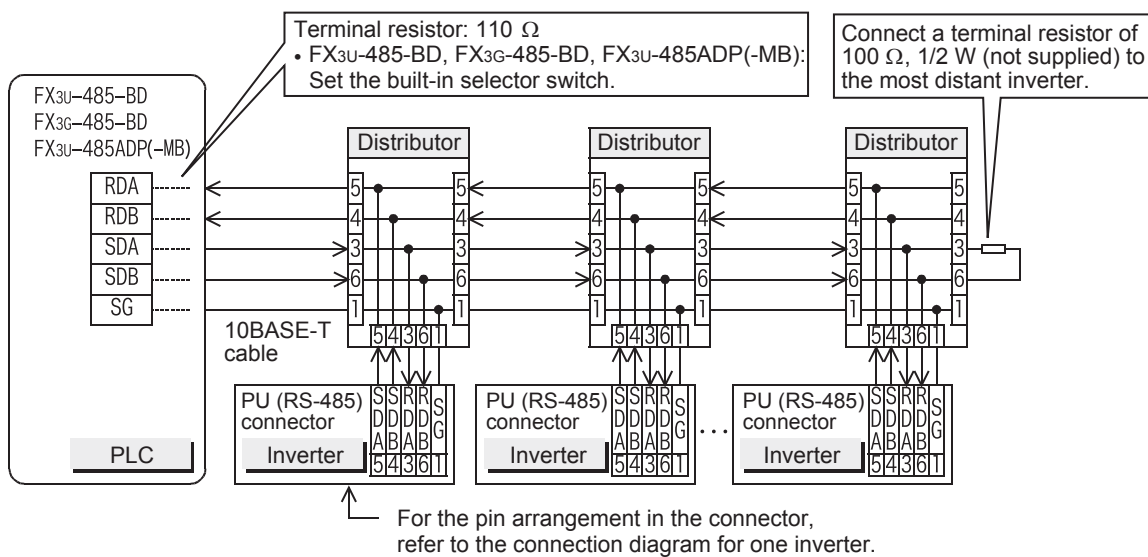 Terminal resistor: 110 Ω
• FX3U-485-BD, FX3G-485-BD, FX3U-485ADP(-MB):
Set the built-in selector switch.
Connect a terminal resistor of
100 Ω, 1/2 W (not supplied) to
the most distant inverter.
FX3U-485-BD
FX3G-485-BD
FX3U-485ADP(-MB)
Distributor
Distributor
Distributor
RDA
5 5 5 5 5 5
RDB
4 4 4 4 4 4
SDA
3 3 3 3 3 3
SDB
6 6 6 6 6 6
SG
1 1 1 1 1 1
10BASE-T
cable
5 4 3 6 1
5 4 3 6 1
5 4 3 6 1
PU (RS-485)
connector
Inverter
SDA SDB RDA RDB SG
5 4 3 6 1
PU (RS-485)
connector
Inverter
SDA SDB RDA RDB SG
5 4 3 6 1
...
PU (RS-485)
connector
Inverter
SDA SDB RDA RDB SG
5 4 3 6 1
PLC
For the pin arrangement in the connector,
refer to the connection diagram for one inverter.